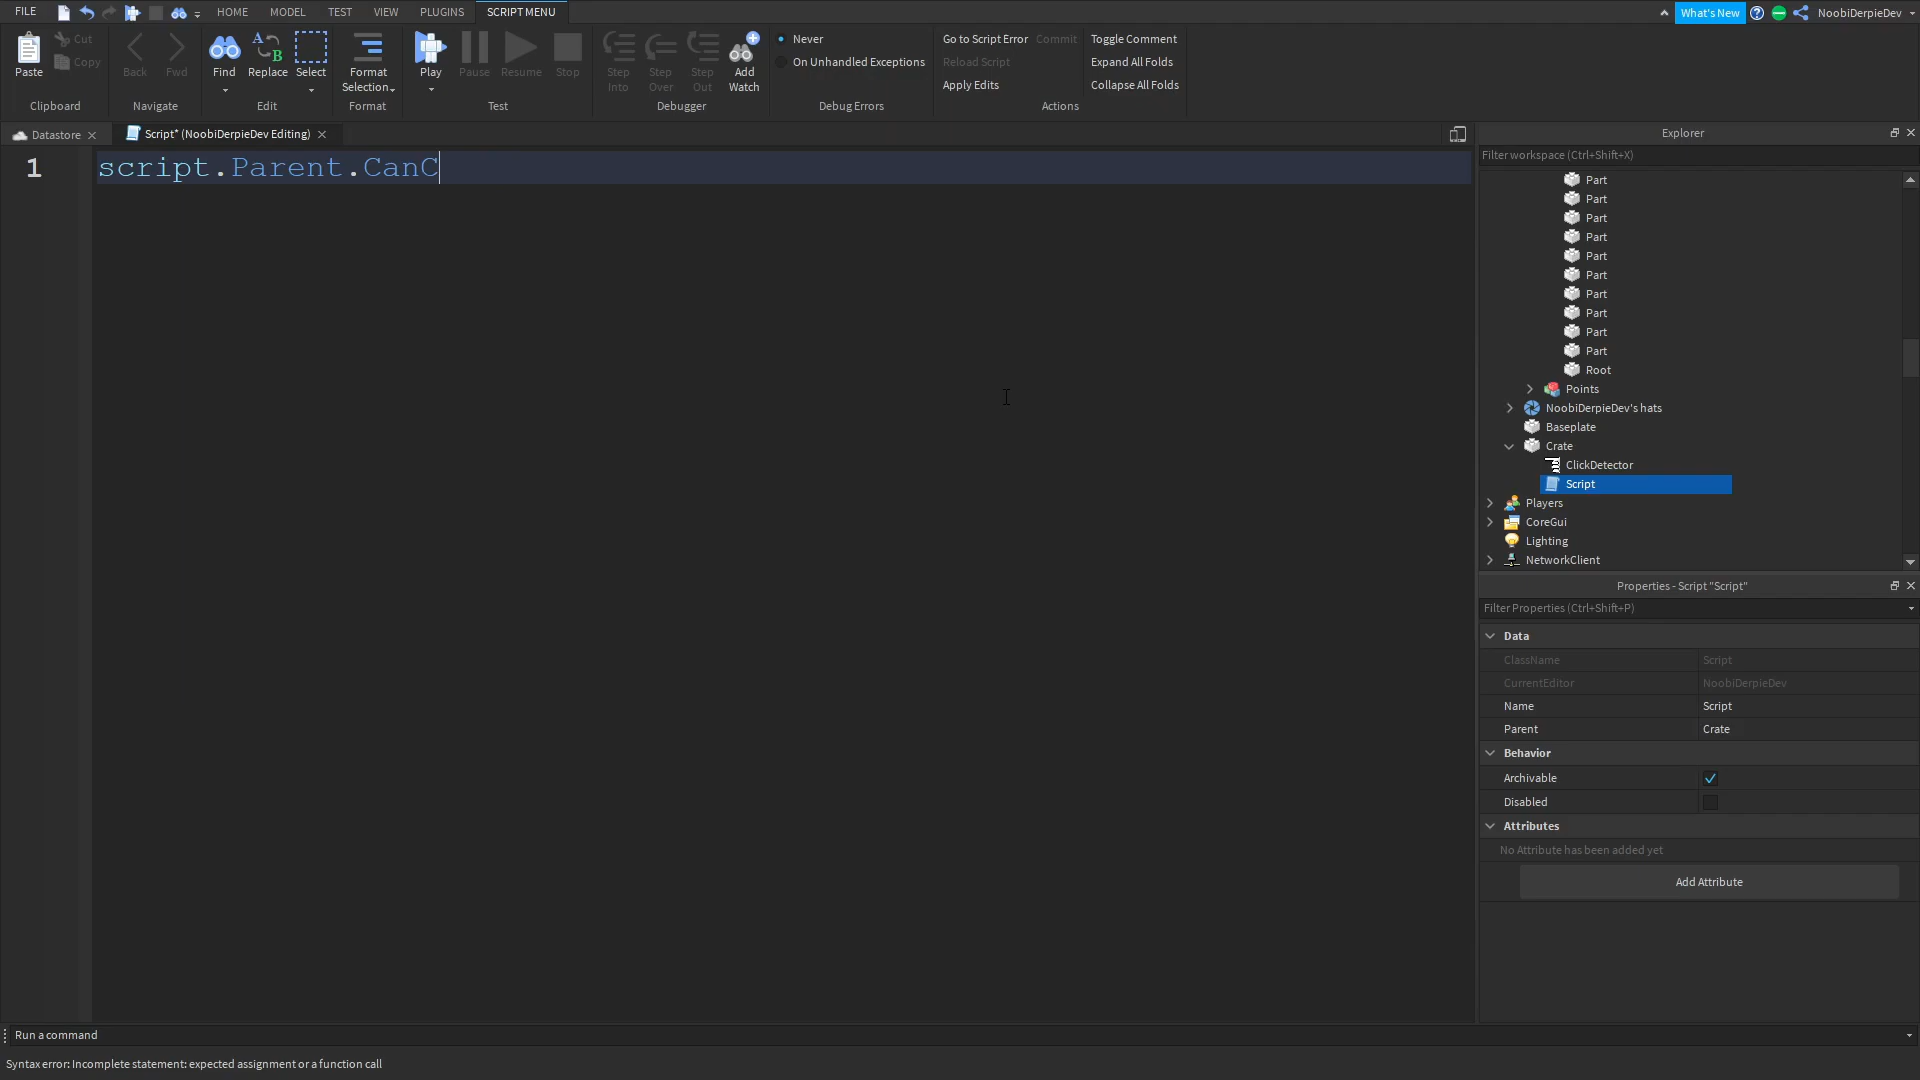 FILE HOME MODEL TEST VIEW PLUGINS SCRIPT MENU What's New NoobiDerpieDev
Paste Cut Copy Clipboard
Back Fwd Navigate
Find Replace Select Edit
Format Selection Format
Play Pause Resume Stop Test
Step Into Step Over Step Out Add Watch Debugger
Never
On Unhandled Exceptions
Debug Errors
Go to Script Error Commit Toggle Comment
Reload Script Expand All Folds
Apply Edits Collapse All Folds
Actions
Datastore Script* (NoobiDerpieDev Editing)
1 script.Parent.CanC
Explorer
Filter workspace (Ctrl+Shift+X)
Part
Part
Part
Part
Part
Part
Part
Part
Part
Part
Root
Points
NoobiDerpieDev's hats
Baseplate
Crate
ClickDetector
Script
Players
CoreGui
Lighting
NetworkClient
Properties - Script "Script"
Filter Properties (Ctrl+Shift+P)
Data
ClassName Script
CurrentEditor NoobiDerpieDev
Name Script
Parent Crate
Behavior
Archivable
Disabled
Attributes
No Attribute has been added yet
Add Attribute
Run a command
Syntax error: Incomplete statement: expected assignment or a function call